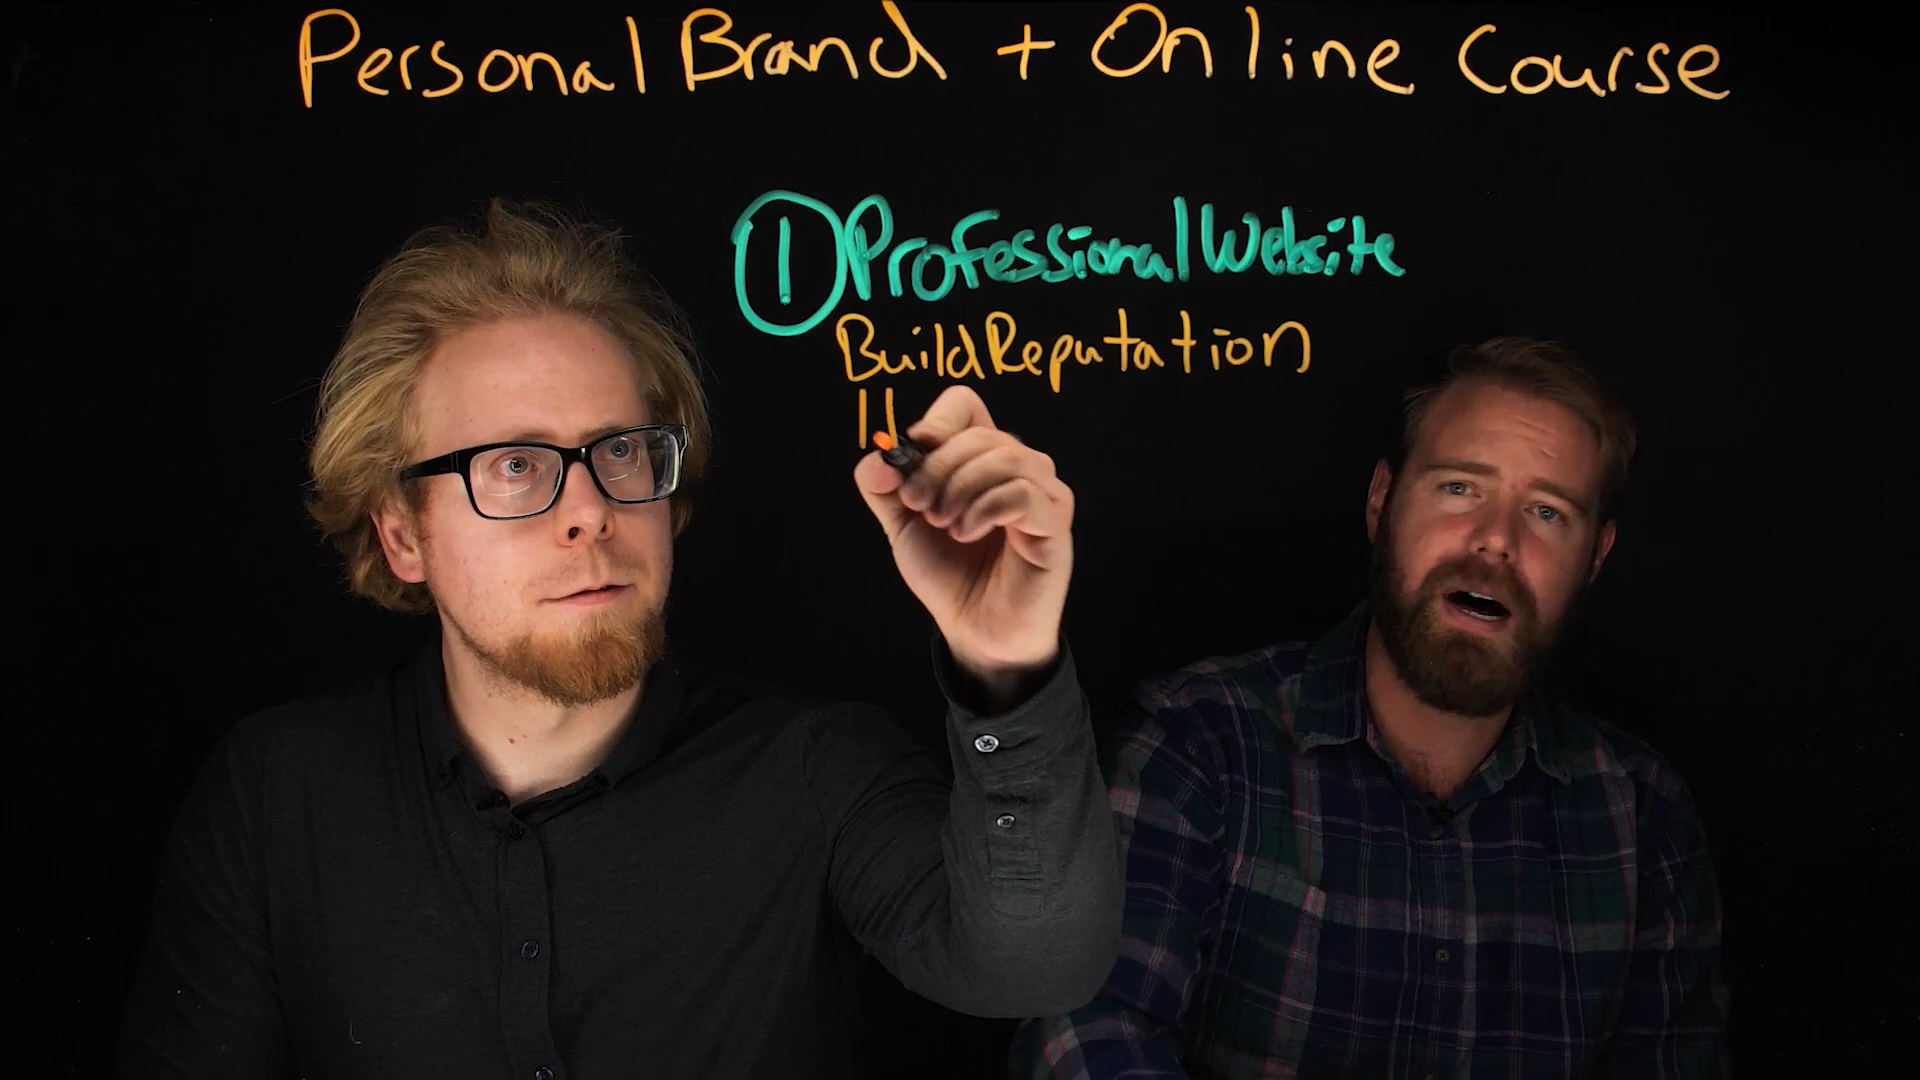 Personal Brand + Online Course
1 Professional Website
Build Reputation